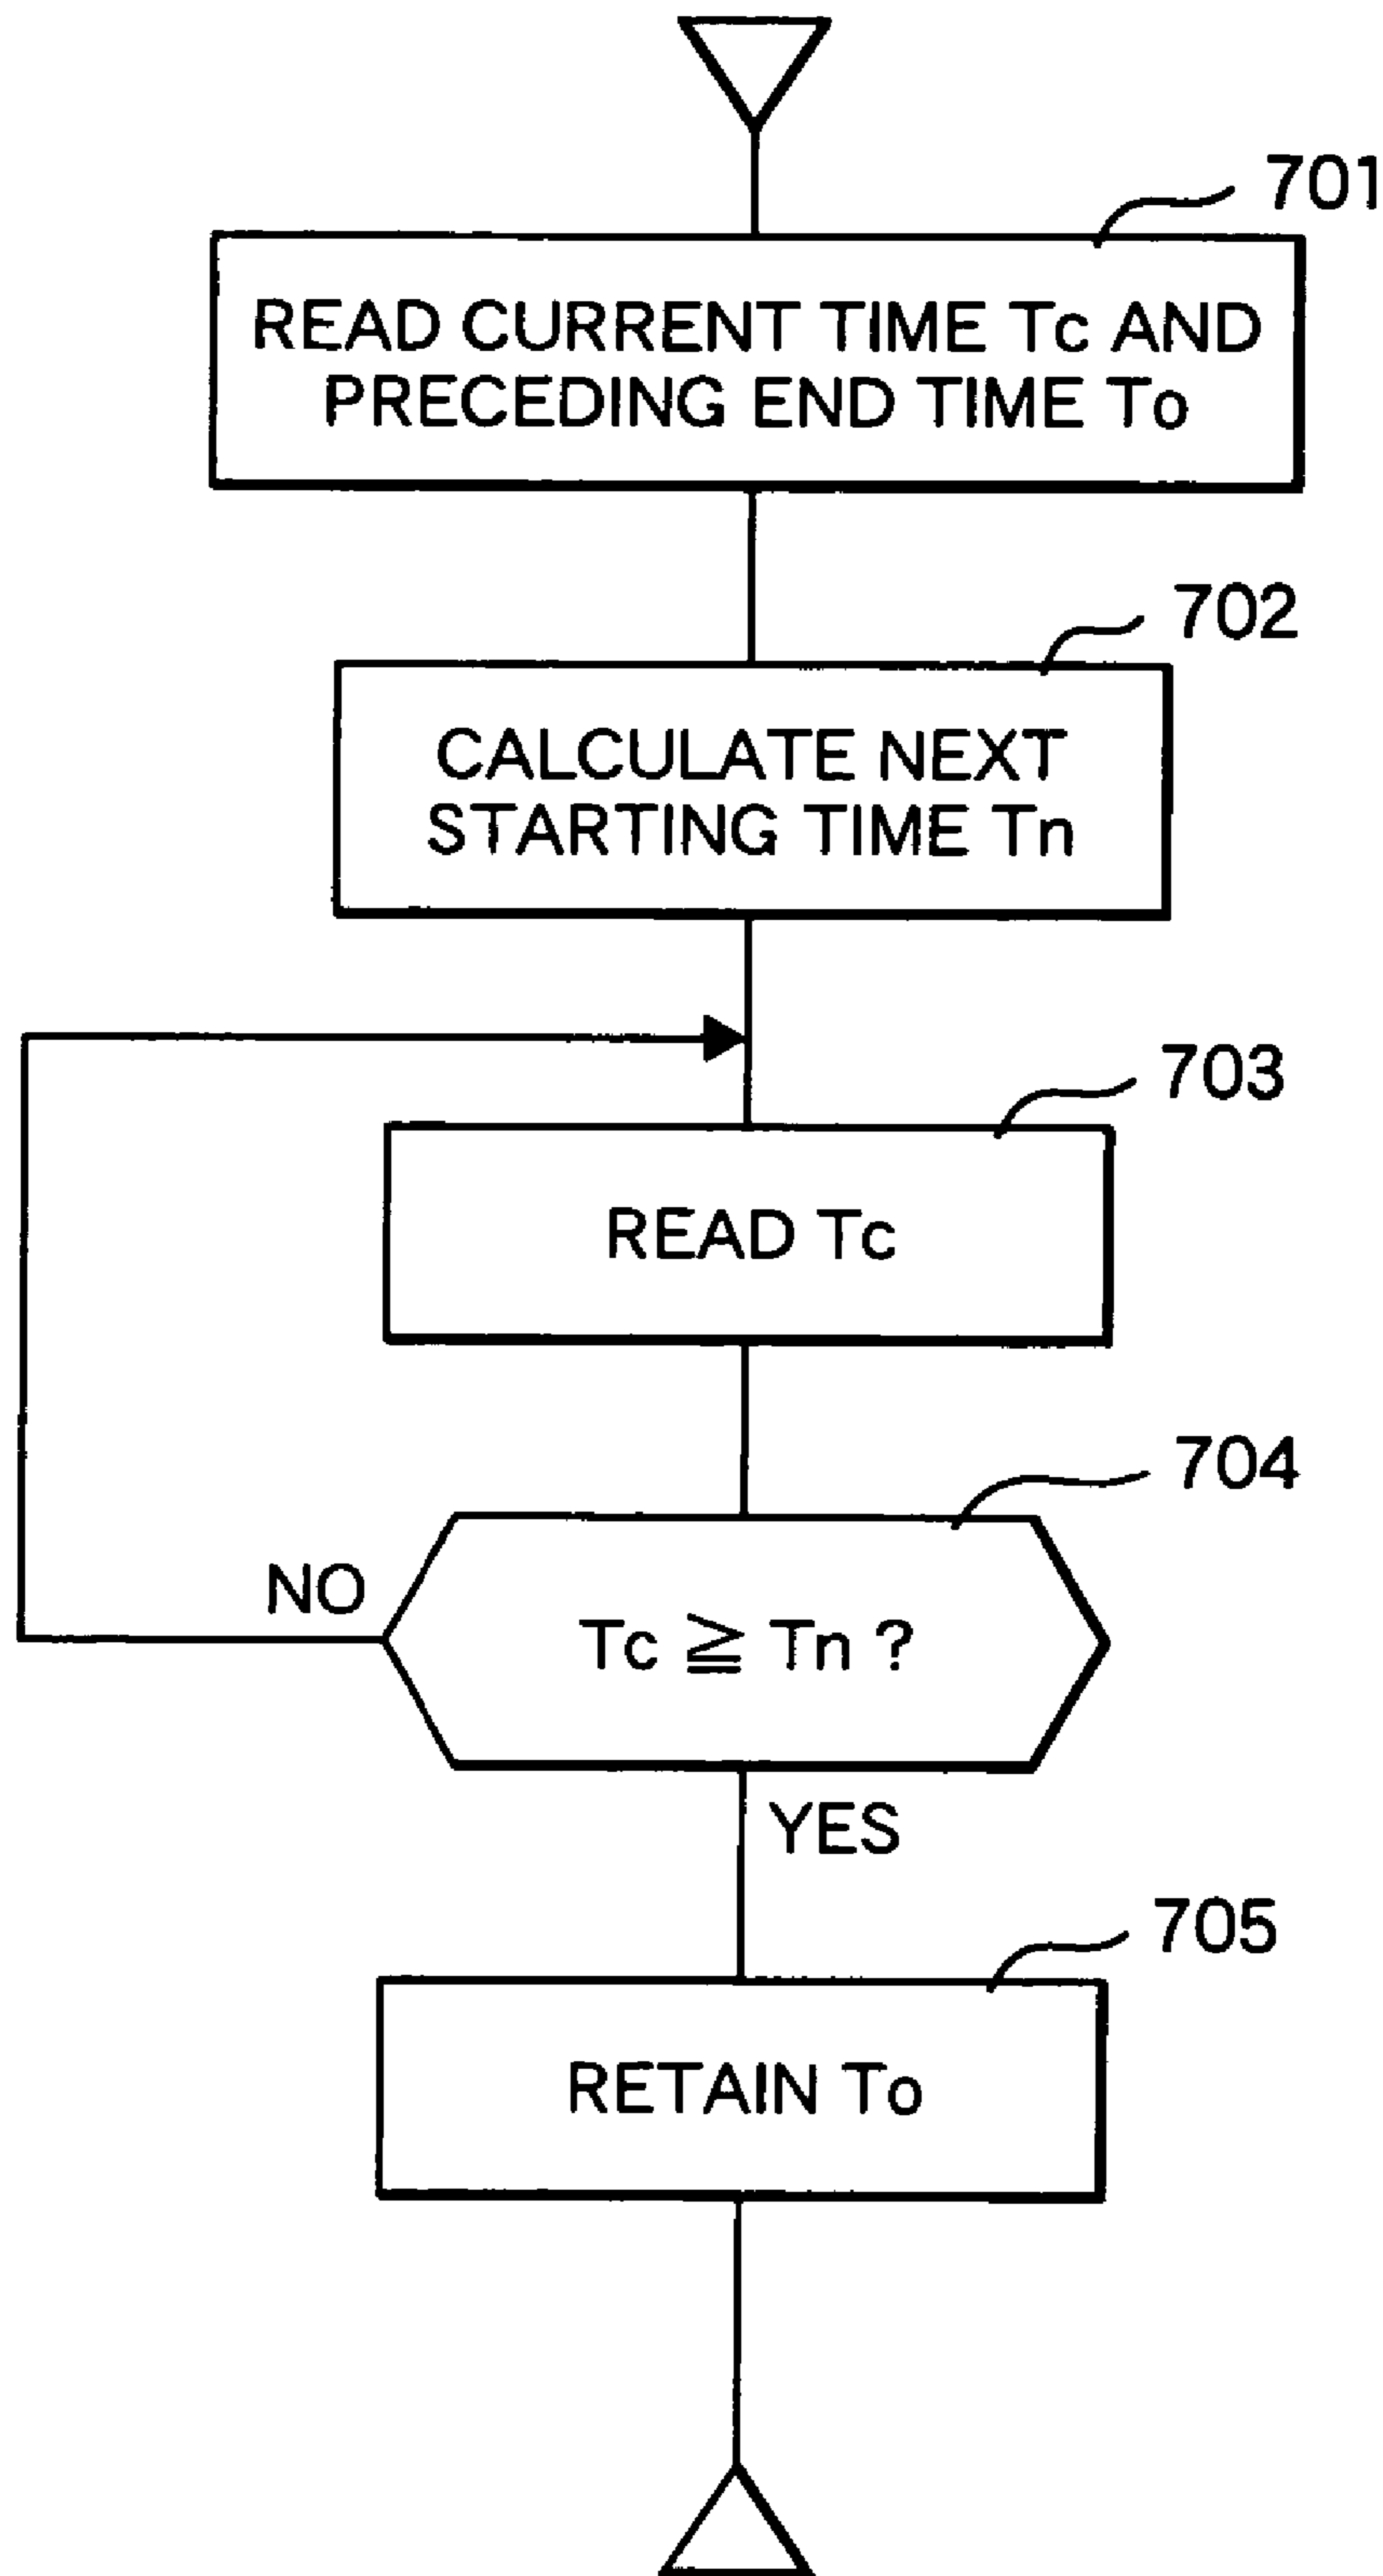 701
READ CURRENT TIME Tc AND
PRECEDING END TIME To
702
CALCULATE NEXT
STARTING TIME Tn
703
READ Tc
704
NO
Tc ≧ Tn ?
YES
705
RETAIN To